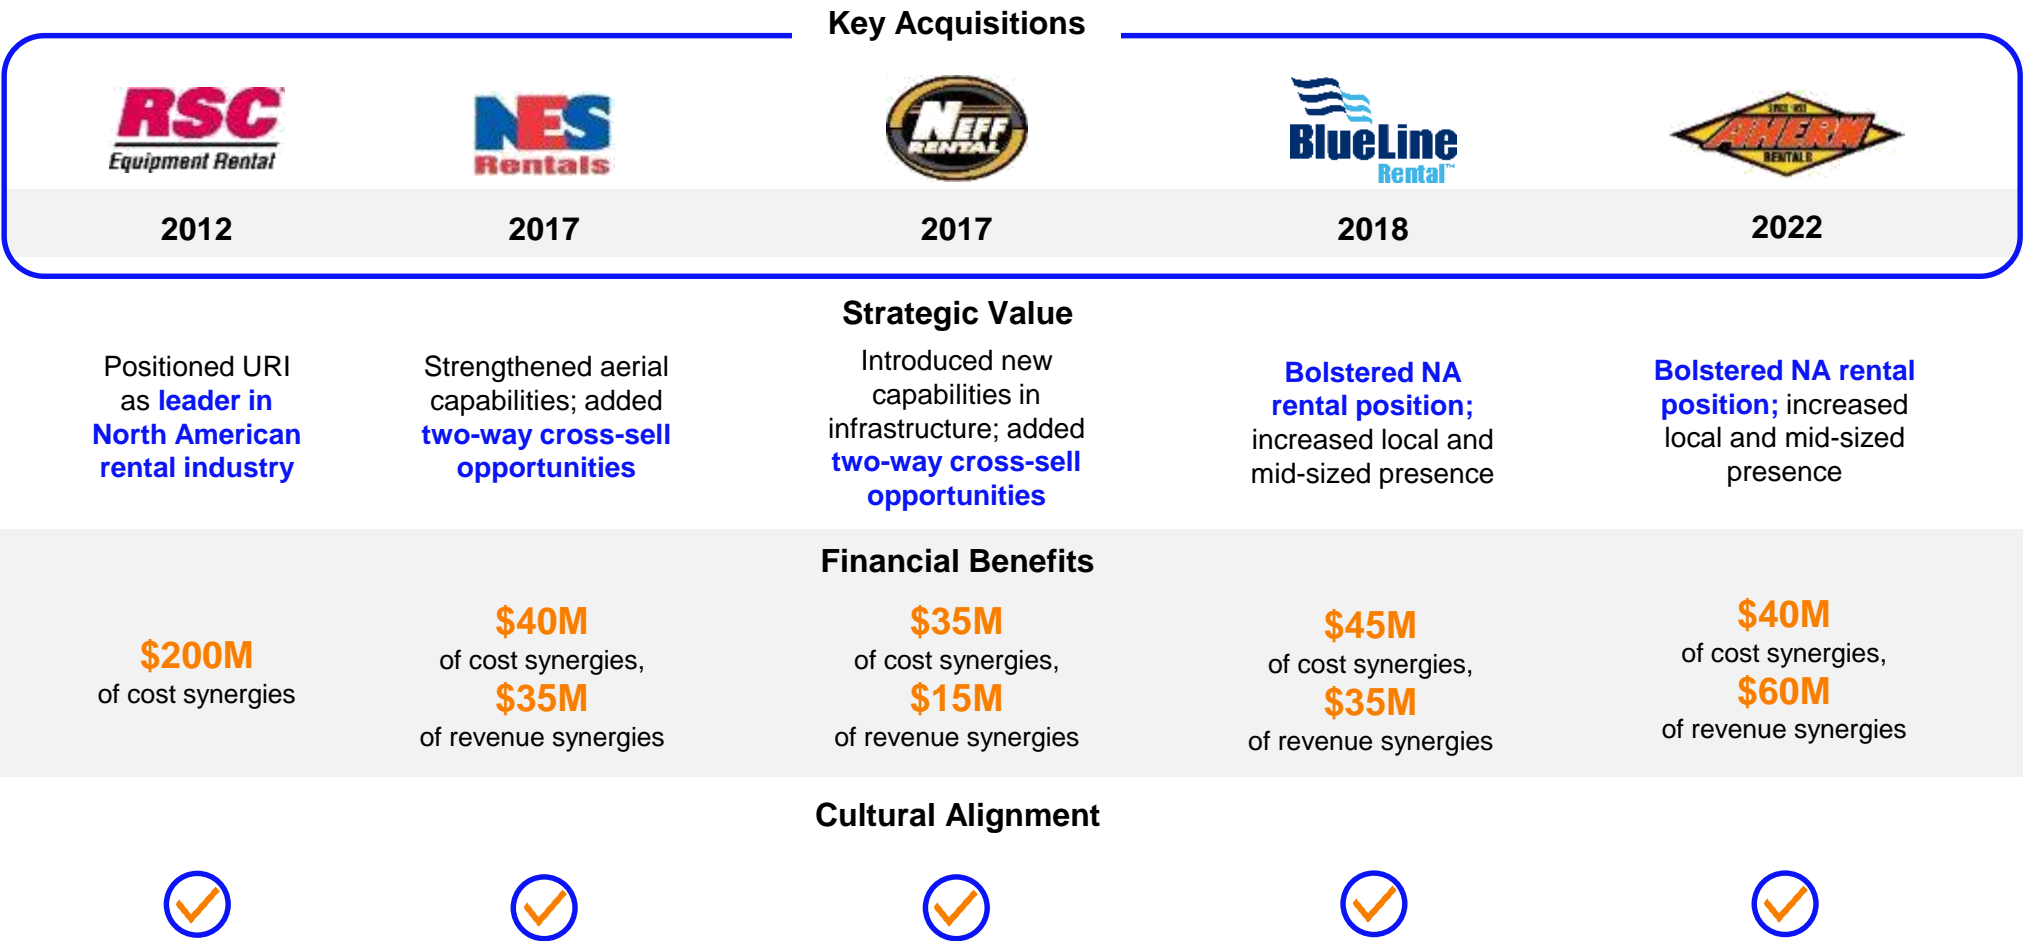 Key Acquisitions
RSC
Equipment Rental
NES
Rentals
NEFF
RENTAL
BlueLine
Rental™
SINCE 1953
AHERN
RENTALS
2012
2017
2017
2018
2022
Strategic Value
Positioned URI
as leader in
North American
rental industry
Strengthened aerial
capabilities; added
two-way cross-sell
opportunities
Introduced new
capabilities in
infrastructure; added
two-way cross-sell
opportunities
Bolstered NA
rental position;
increased local and
mid-sized presence
Bolstered NA rental
position; increased
local and mid-sized
presence
Financial Benefits
$200M
of cost synergies
$40M
of cost synergies,
$35M
of revenue synergies
$35M
of cost synergies,
$15M
of revenue synergies
$45M
of cost synergies,
$35M
of revenue synergies
$40M
of cost synergies,
$60M
of revenue synergies
Cultural Alignment